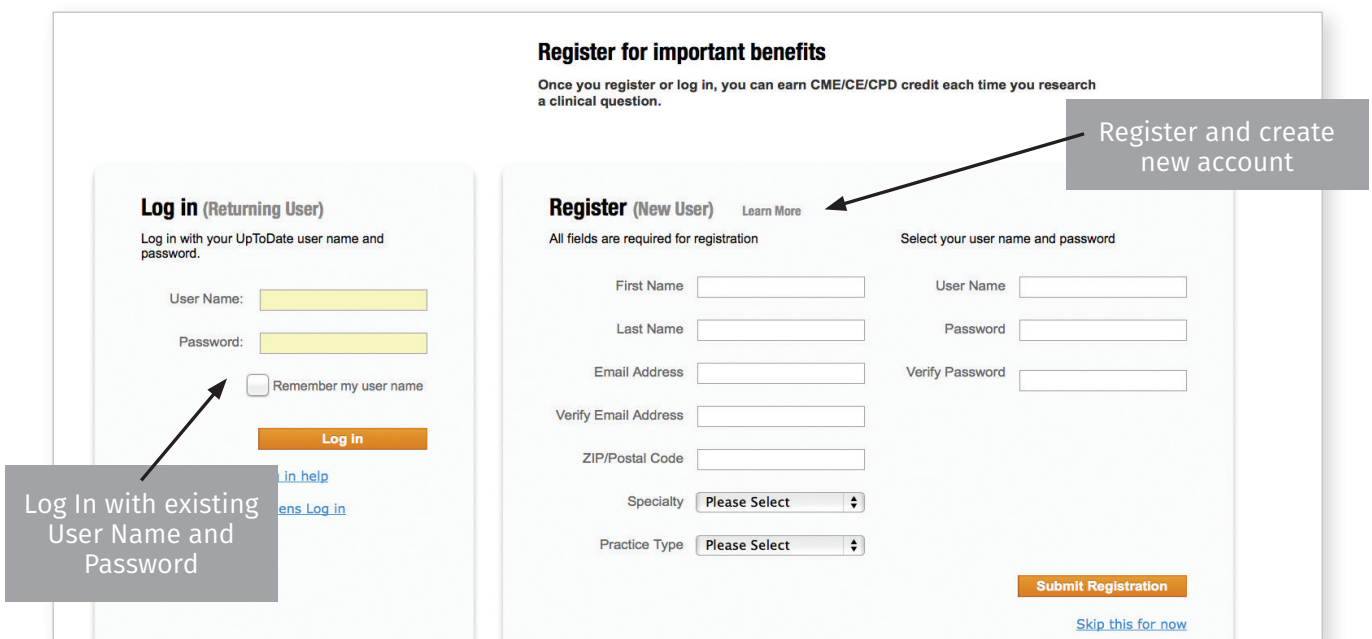 Register for important benefits
Once you register or log in, you can earn CME/CE/CPD credit each time you research
a clinical question.
Register and create
new account
Log in (Returning User)
Log in with your UpToDate user name and
password.
User Name:
Password:
Remember my user name
Log in
in help
ens Log in
Log In with existing
User Name and
Password
Register (New User) Learn More
All fields are required for registration
First Name
Last Name
Email Address
Verify Email Address
ZIP/Postal Code
Specialty Please Select
Practice Type Please Select
Select your user name and password
User Name
Password
Verify Password
Submit Registration
Skip this for now